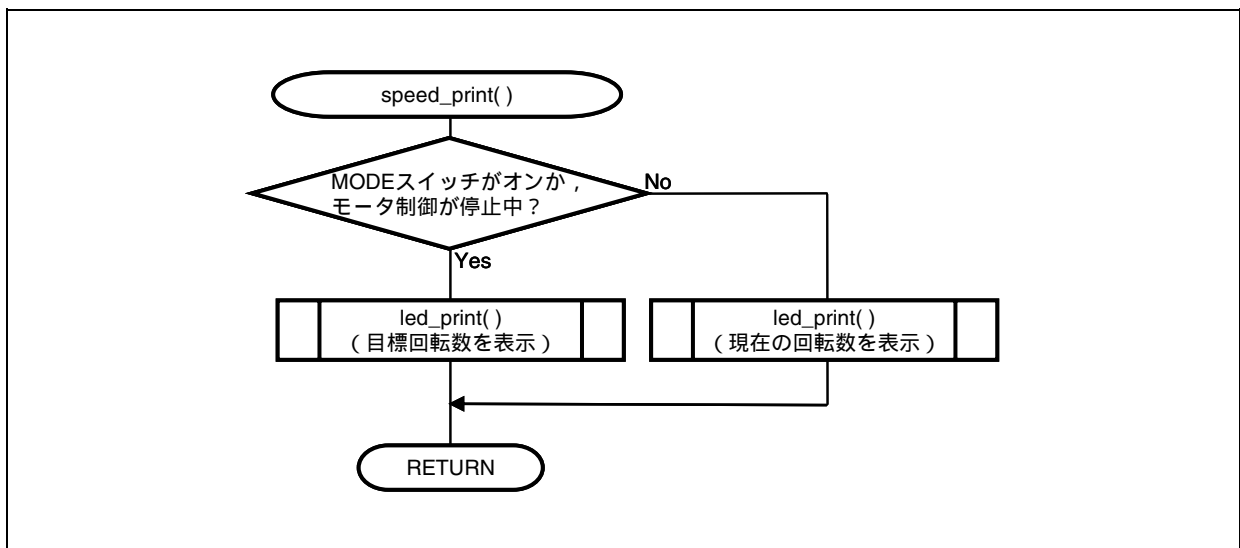 speed_print( )
MODEスイッチがオンか，
モータ制御が停止中？
No
Yes
led_print( )
（目標回転数を表示）
led_print( )
（現在の回転数を表示）
RETURN